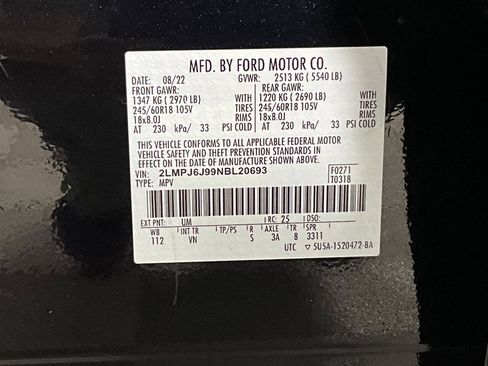 MFD. BY FORD MOTOR CO.
DATE: 08/22 GVWR: 2513 KG ( 5540 LB)
FRONT GAWR: REAR GAWR:
1347 KG ( 2970 LB) WITH 1220 KG ( 2690 LB) WITH
245/60R18 105V TIRES 245/60R18 105V TIRES
18x8.0J RIMS 18x8.0J RIMS
AT 230 kPa/ 33 PSI COLD AT 230 kPa/ 33 PSI COLD
THIS VEHICLE CONFORMS TO ALL APPLICABLE FEDERAL MOTOR
VEHICLE SAFETY AND THEFT PREVENTION STANDARDS IN
EFFECT ON THE DATE OF MANUFACTURE SHOWN ABOVE.
VIN: 2LMPJ6J99NBL20693 F0271
TYPE: MPV T0318
EXT PNT: UM RC: 25 DSO:
WB INT TR TP/PS R AXLE TR SPR
112 VN S 3A 8 3311
UTC ▽5U5A-1520472-BA